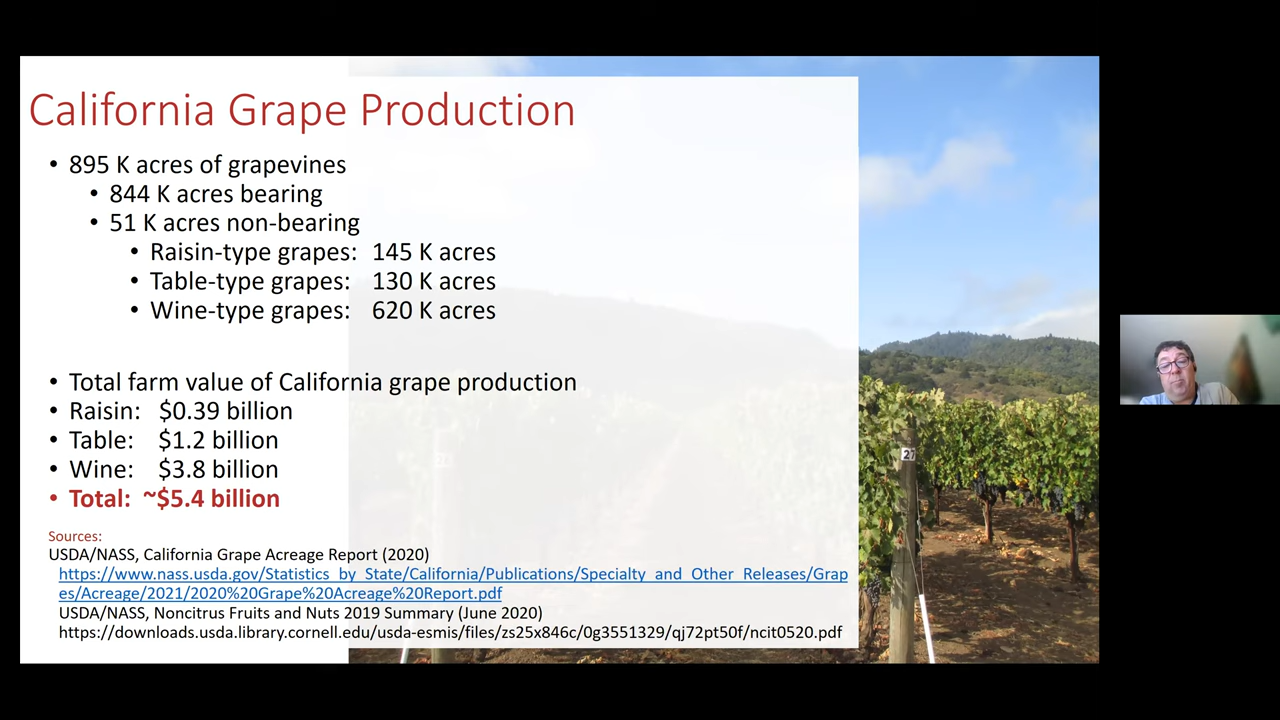 California Grape Production
• 895 K acres of grapevines
• 844 K acres bearing
• 51 K acres non-bearing
• Raisin-type grapes: 145 K acres
• Table-type grapes: 130 K acres
• Wine-type grapes: 620 K acres
• Total farm value of California grape production
• Raisin: $0.39 billion
• Table: $1.2 billion
• Wine: $3.8 billion
• Total: ~$5.4 billion
Sources:
USDA/NASS, California Grape Acreage Report (2020)
https://www.nass.usda.gov/Statistics_by_State/California/Publications/Specialty_and_Other_Releases/Grap
es/Acreage/2021/2020%20Grape%20Acreage%20Report.pdf
USDA/NASS, Noncitrus Fruits and Nuts 2019 Summary (June 2020)
https://downloads.usda.library.cornell.edu/usda-esmis/files/zs25x846c/0g3551329/qj72pt50f/ncit0520.pdf
27